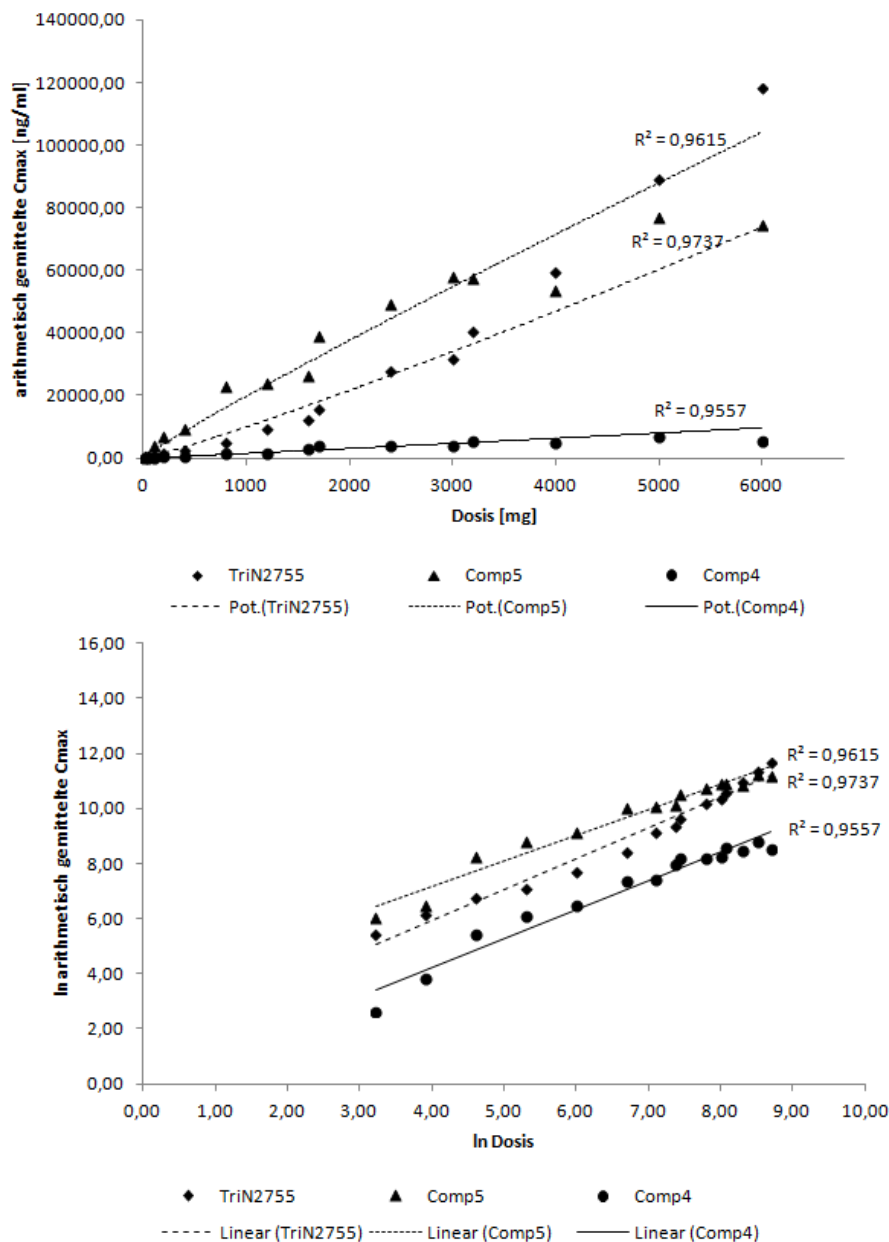 arithmetisch gemittelte Cmax [ng/ml]
140000,00
120000,00
100000,00
80000,00
60000,00
40000,00
20000,00
0,00
R² = 0,9615
R² = 0,9737
R² = 0,9557
0 1000 2000 3000 4000 5000 6000
Dosis [mg]
TriN2755 Comp5 Comp4
Pot.(TriN2755) Pot.(Comp5) Pot.(Comp4)
ln arithmetisch gemittelte Cmax
16,00
14,00
12,00
10,00
8,00
6,00
4,00
2,00
0,00
R² = 0,9615
R² = 0,9737
R² = 0,9557
0,00 1,00 2,00 3,00 4,00 5,00 6,00 7,00 8,00 9,00 10,00
ln Dosis
TriN2755 Comp5 Comp4
Linear (TriN2755) Linear (Comp5) Linear (Comp4)